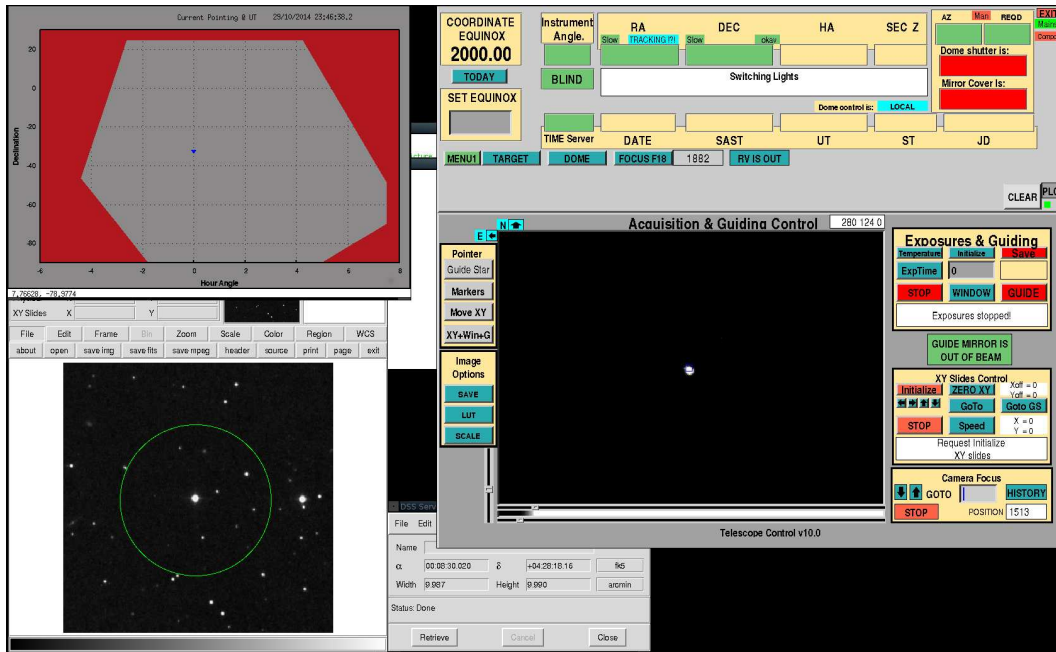 Current Pointing @ UT 29/10/2014 23:46:38.2
20
0
-20
-40
-60
-80
Declination
-6 -4 -2 0 2 4 6 8
Hour Angle
7.76628, -78.9774
XY Slides X Y
File Edit Frame Bin Zoom Scale Color Region WCS
about open save img save fits save mpeg header source print page exit
COORDINATE
EQUINOX
2000.00
TODAY
SET EQUINOX
Instrument
Angle.
BLIND
RA DEC HA SEC Z
Slow TRACKING !?! Slow okay
Switching Lights
Dome control is: LOCAL
AZ Man REQD
Dome shutter is:
Mirror Cover Is:
EXIT
TIME Server DATE SAST UT ST JD
MENU1 TARGET DOME FOCUS F18 1882 RV IS OUT
CLEAR
Acquisition & Guiding Control 280 124 0
N
E
Pointer
Guide Star
Markers
Move XY
XY+Win+G
Image
Options
SAVE
LUT
SCALE
Exposures & Guiding
Temperature Initialize Save
ExpTime 0
STOP WINDOW GUIDE
Exposures stopped!
GUIDE MIRROR IS
OUT OF BEAM
XY Slides Control
Initialize ZERO XY Xoff = 0
Yoff = 0
GoTo Goto GS
STOP Speed X = 0
Y = 0
Request Initialize
XY slides
Camera Focus
GOTO HISTORY
STOP POSITION 1513
Telescope Control v10.0
DSS Serv
File Edit
Name
α 00:08:30.020 δ +04:28:18.16 fk5
Width 9.987 Height 9.990 arcmin
Status: Done
Retrieve Cancel Close